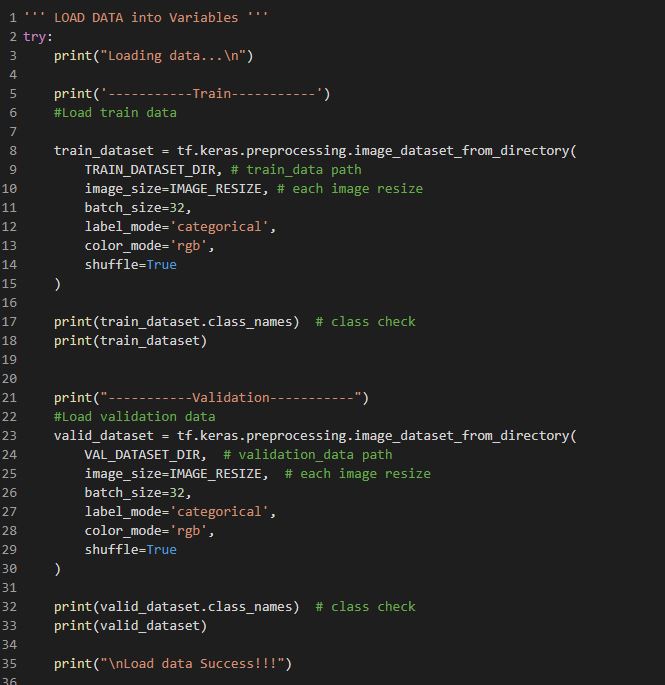 1 ''' LOAD DATA into Variables '''
2 try:
3     print("Loading data...\n")
4
5     print('-----------Train-----------')
6     #Load train data
7
8     train_dataset = tf.keras.preprocessing.image_dataset_from_directory(
9         TRAIN_DATASET_DIR, # train_data path
10         image_size=IMAGE_RESIZE, # each image resize
11         batch_size=32,
12         label_mode='categorical',
13         color_mode='rgb',
14         shuffle=True
15     )
16
17     print(train_dataset.class_names)  # class check
18     print(train_dataset)
19
20
21     print("-----------Validation-----------")
22     #Load validation data
23     valid_dataset = tf.keras.preprocessing.image_dataset_from_directory(
24         VAL_DATASET_DIR,  # validation_data path
25         image_size=IMAGE_RESIZE,  # each image resize
26         batch_size=32,
27         label_mode='categorical',
28         color_mode='rgb',
29         shuffle=True
30     )
31
32     print(valid_dataset.class_names)  # class check
33     print(valid_dataset)
34
35     print("\nLoad data Success!!!")
36